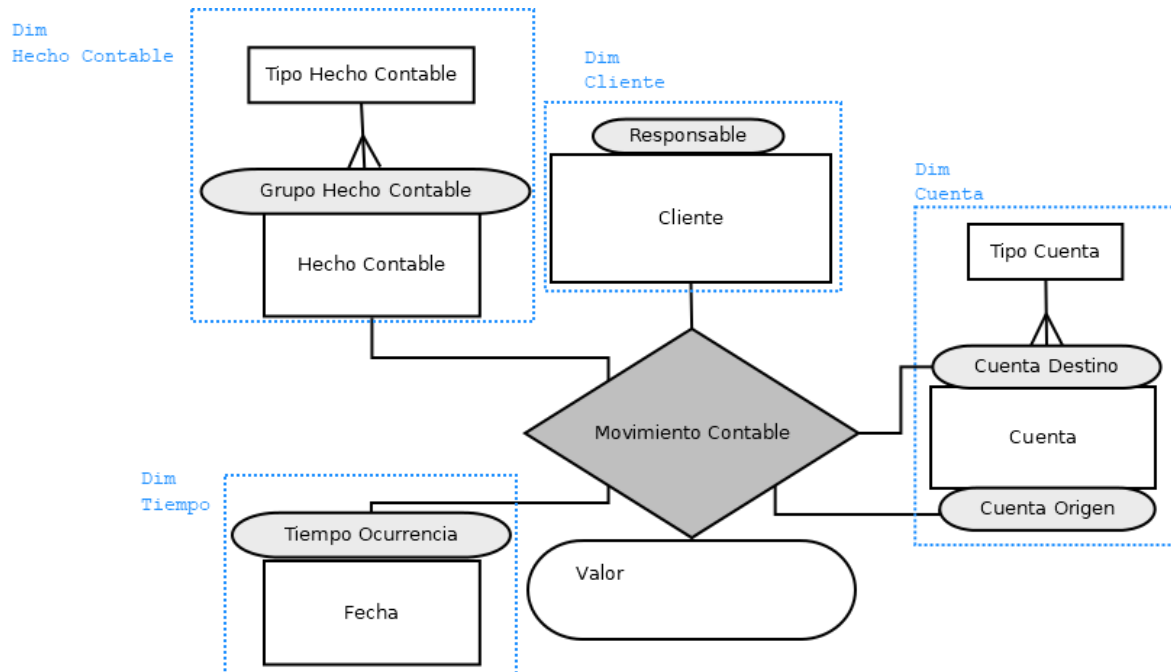 Dim
Hecho Contable
Tipo Hecho Contable
Grupo Hecho Contable
Hecho Contable
Dim
Cliente
Responsable
Cliente
Dim
Cuenta
Tipo Cuenta
Cuenta Destino
Cuenta
Cuenta Origen
Movimiento Contable
Dim
Tiempo
Tiempo Ocurrencia
Fecha
Valor